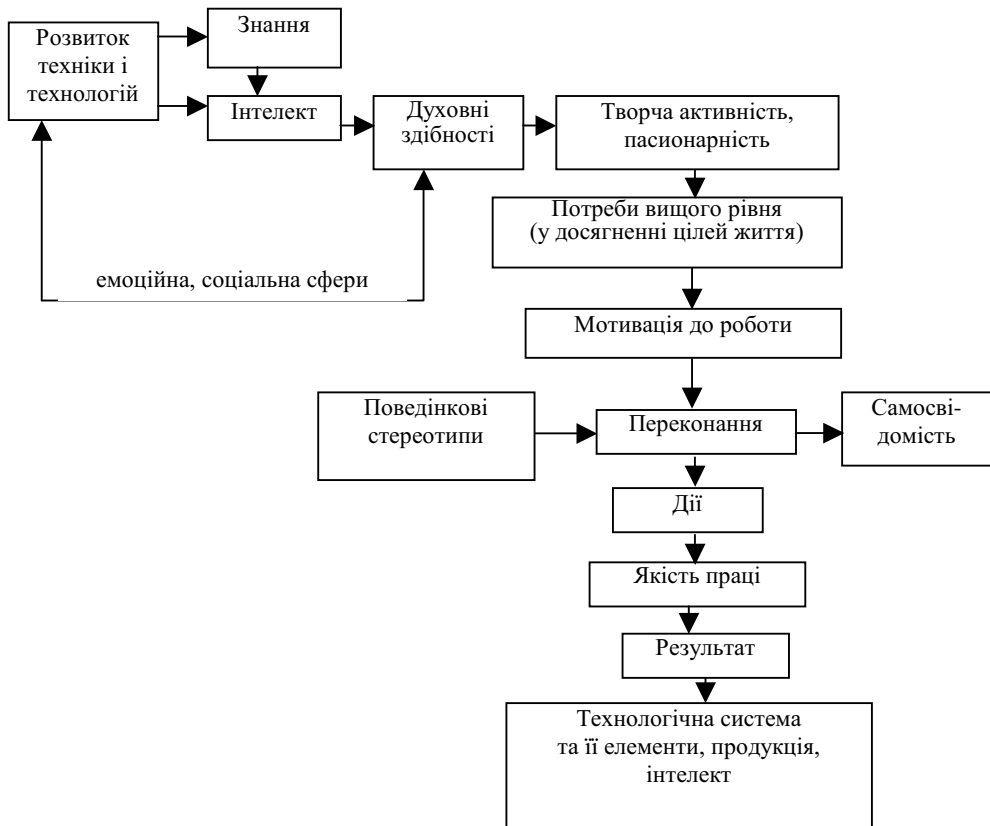 Розвиток
техніки і
технологій
Знання
Інтелект
Духовні
здібності
Творча активність,
пасионарність
Потреби вищого рівня
(у досягненні цілей життя)
емоційна, соціальна сфери
Мотивація до роботи
Поведінкові
стереотипи
Переконання
Самосві-
домість
Дії
Якість праці
Результат
Технологічна система
та її елементи, продукція,
інтелект